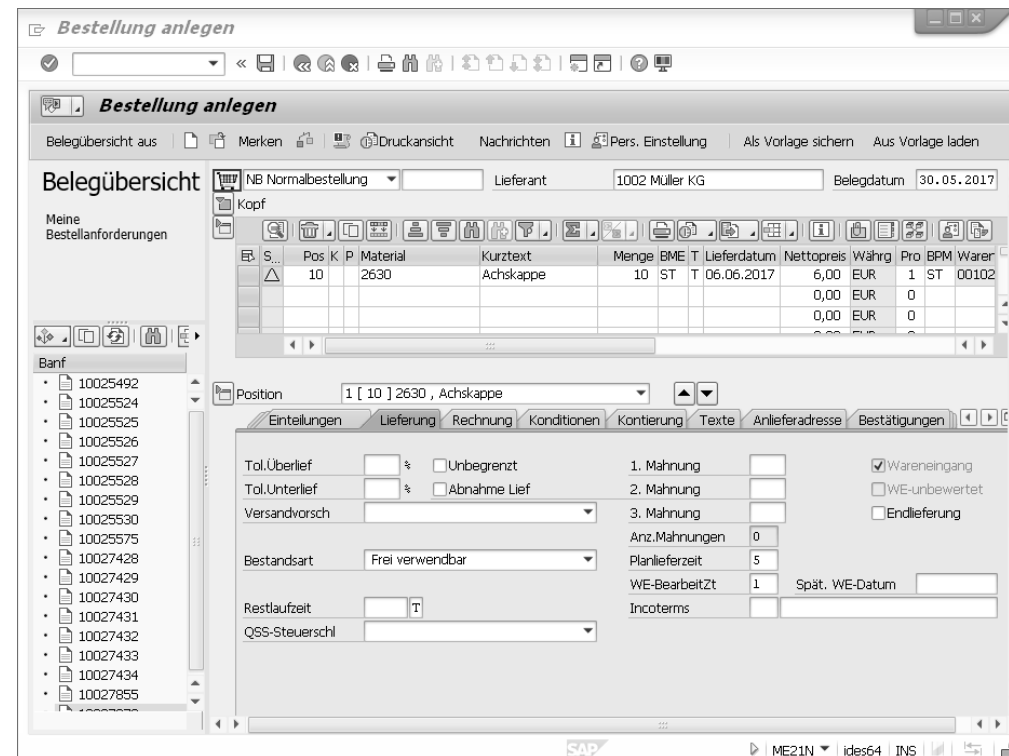 Bestellung anlegen
Bestellung anlegen
Belegübersicht aus Merken Druckansicht Nachrichten Pers. Einstellung Als Vorlage sichern Aus Vorlage laden
Belegübersicht
NB Normalbestellung Lieferant 1002 Müller KG Belegdatum 30.05.2017
Kopf
Meine
Bestellanforderungen
S... Pos K P Material Kurztext Menge BME T Lieferdatum Nettopreis Währg Pro BPM Waren
10 2630 Achskappe 10 ST T 06.06.2017 6,00 EUR 1 ST 00102
0,00 EUR 0
0,00 EUR 0
0,00 EUR 0
Banf
10025492
10025524
10025525
10025526
10025527
10025528
10025529
10025530
10025575
10027428
10027429
10027430
10027431
10027432
10027433
10027434
10027855
Position 1 [ 10 ] 2630 , Achskappe
Einteilungen Lieferung Rechnung Konditionen Kontierung Texte Anlieferadresse Bestätigungen
Tol.Überlief % Unbegrenzt 1. Mahnung Wareneingang
Tol.Unterlief % Abnahme Lief 2. Mahnung WE-unbewertet
Versandvorsch 3. Mahnung Endlieferung
Anz.Mahnungen 0
Bestandsart Frei verwendbar Planlieferzeit 5
WE-BearbeitZt 1 Spät. WE-Datum
Restlaufzeit T Incoterms
QSS-Steuerschl
SAP ME21N ides64 INS